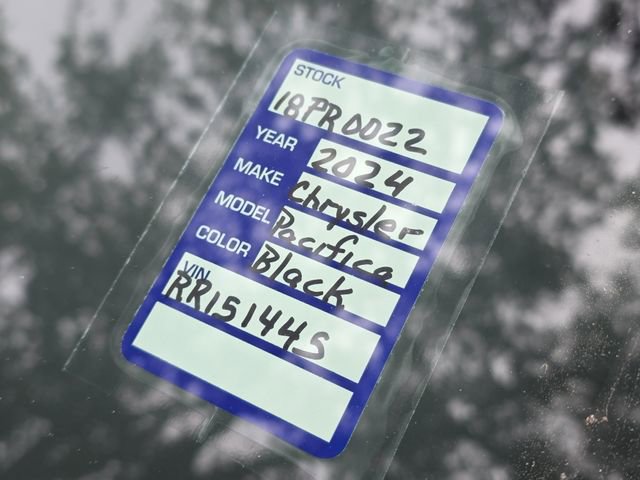 STOCK
18PR0022
YEAR 2024
MAKE Chrysler
MODEL Pacifica
COLOR Black
VIN
RR151445